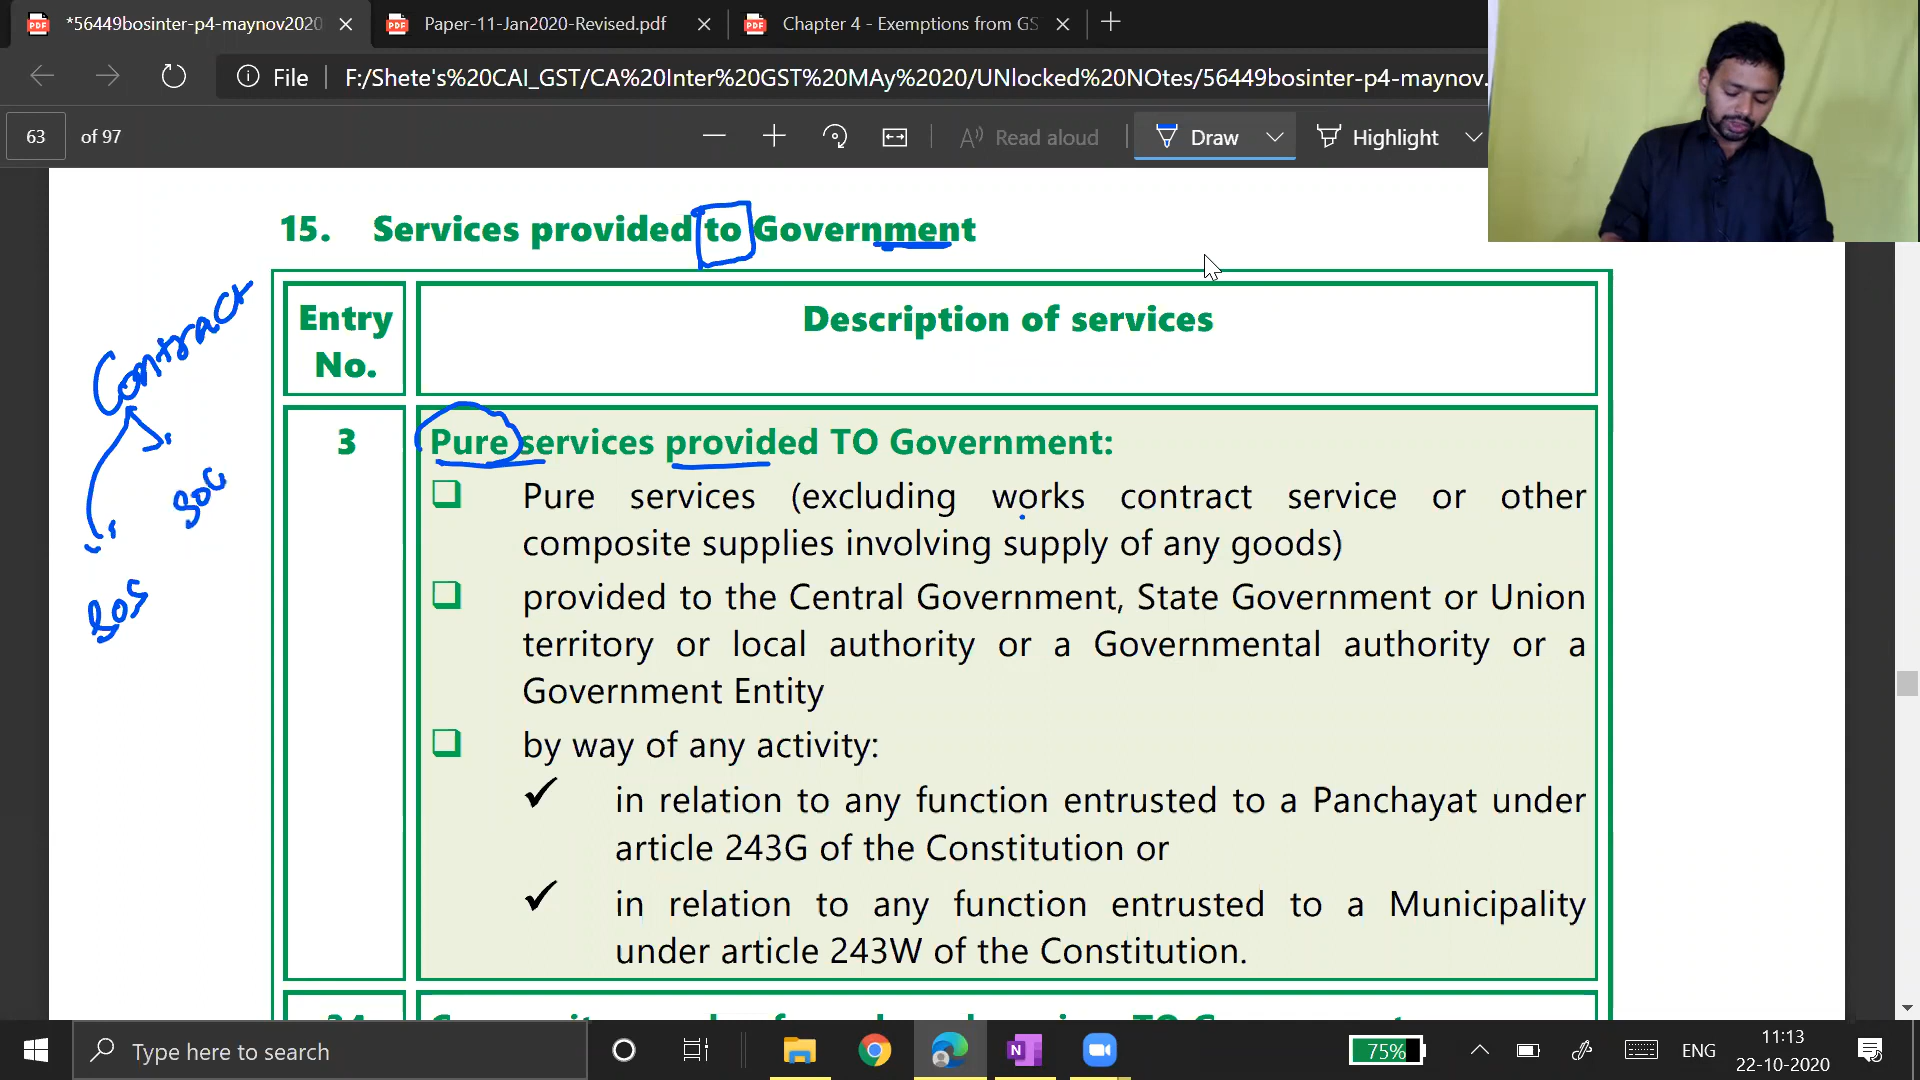 *56449bosinter-p4-maynov2020
Paper-11-Jan2020-Revised.pdf
Chapter 4 - Exemptions from GS
File
F:/Shete's%20CAI_GST/CA%20Inter%20GST%20MAy%202020/UNlocked%20NOtes/56449bosinter-p4-maynov.
63 of 97
Read aloud
Draw
Highlight
15. Services provided to Government
Entry No.
Description of services
Contract
SOG
SOS
3
Pure services provided TO Government:
Pure services (excluding works contract service or other
composite supplies involving supply of any goods)
provided to the Central Government, State Government or Union
territory or local authority or a Governmental authority or a
Government Entity
by way of any activity:
in relation to any function entrusted to a Panchayat under
article 243G of the Constitution or
in relation to any function entrusted to a Municipality
under article 243W of the Constitution.
Type here to search
75%
ENG
11:13
22-10-2020